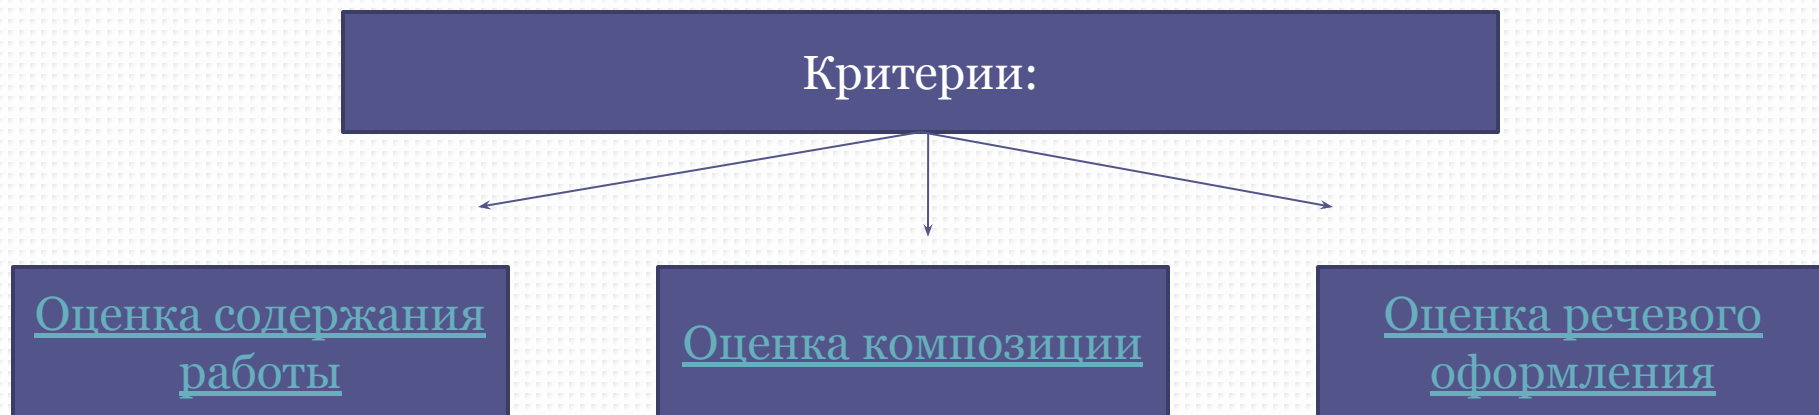 Критерии:
Оценка содержания
работы
Оценка композиции
Оценка речевого
оформления